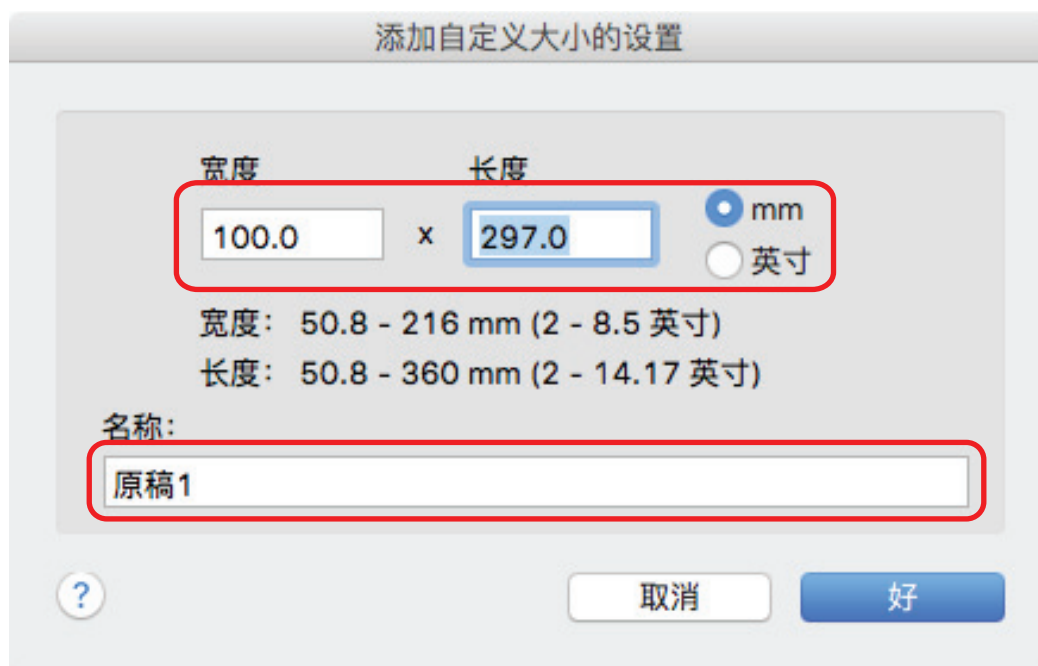 添加自定义大小的设置
宽度 长度
100.0 x 297.0 mm
英寸
宽度： 50.8 - 216 mm (2 - 8.5 英寸)
长度： 50.8 - 360 mm (2 - 14.17 英寸)
名称：
原稿1
? 取消 好